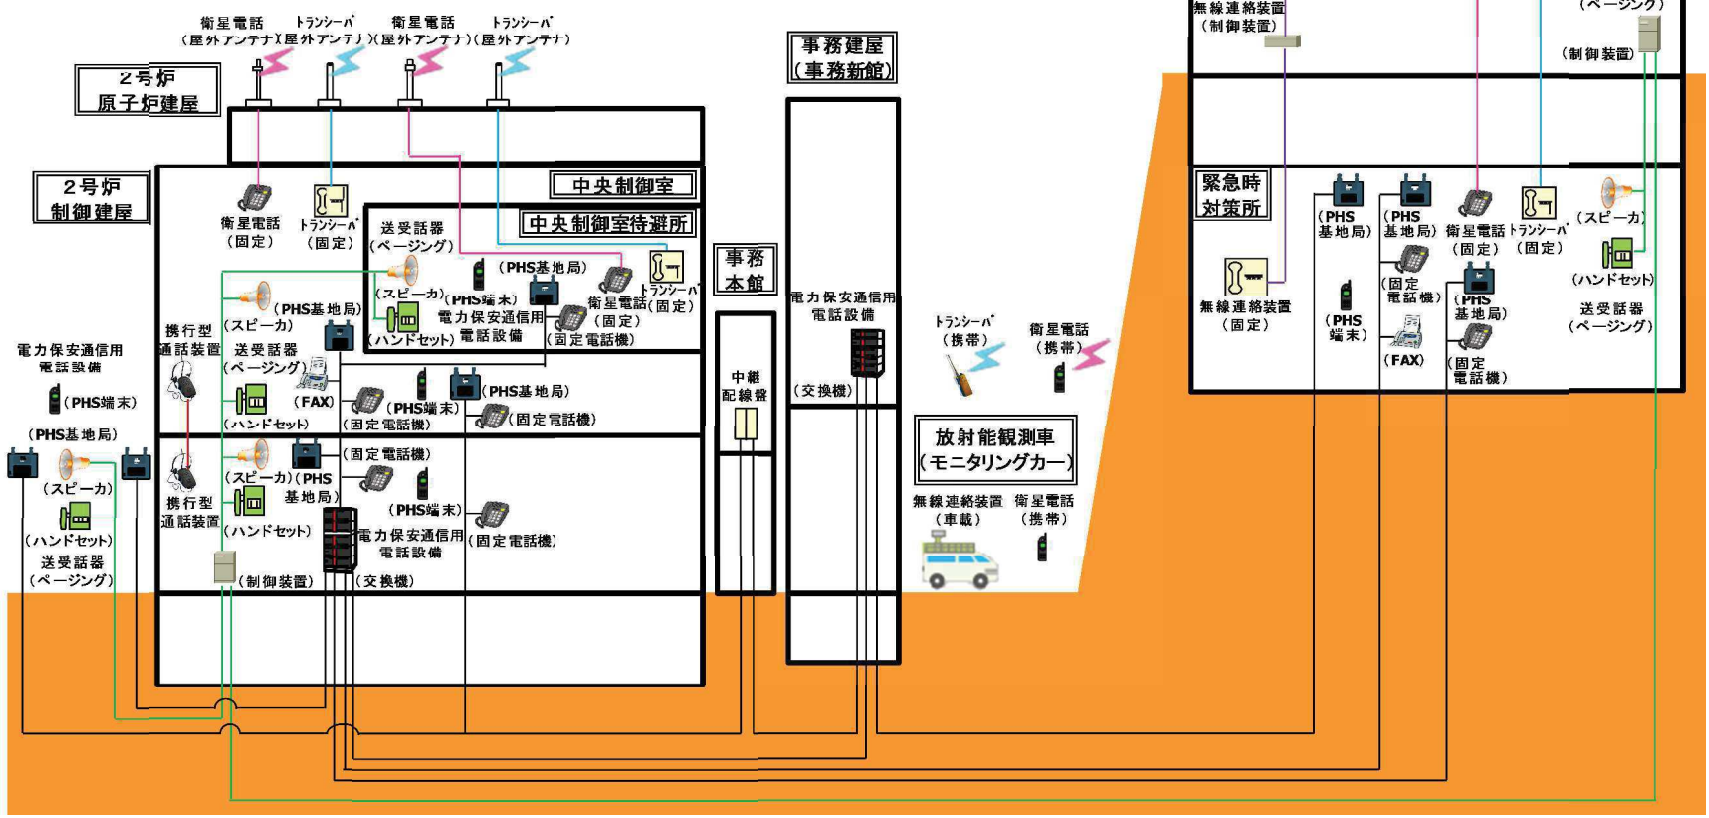 衛星電話
(屋外アンテナ)
トランシーバ
(屋外アンテナ)
衛星電話
(屋外アンテナ)
トランシーバ
(屋外アンテナ)
2号炉
原子炉建屋
2号炉
制御建屋
中央制御室
衛星電話
(固定)
トランシーバ
(固定)
中央制御室待避所
送受話器
(ページング)
(スピーカ)
(ハンドセット)
(PHS端末)
(PHS基地局)
電力保安通信用
電話設備
(固定電話機)
衛星電話
(固定)
トランシーバ
(固定)
(スピーカ)
(PHS基地局)
携行型
通話装置
送受話器
(ページング)
(ハンドセット)
(FAX)
(固定電話機)
(PHS端末)
(PHS基地局)
(固定電話機)
電力保安通信用
電話設備
(PHS端末)
(PHS基地局)
(スピーカ)
(ハンドセット)
送受話器
(ページング)
携行型
通話装置
(スピーカ)
(ハンドセット)
(制御装置)
(PHS
基地局)
(固定電話機)
(PHS端末)
電力保安通信用
電話設備
(交換機)
(固定電話機)
事務
本館
中継
配線盤
事務建屋
(事務新館)
電力保安通信用
電話設備
(交換機)
トランシーバ
(携帯)
衛星電話
(携帯)
放射能観測車
(モニタリングカー)
無線連絡装置
(車載)
衛星電話
(携帯)
無線連絡装置
(制御装置)
(ページング)
(制御装置)
緊急時
対策所
無線連絡装置
(固定)
(PHS
基地局)
(PHS
端末)
(PHS
基地局)
(固定
電話機)
(FAX)
衛星電話
(固定)
(PHS
基地局)
(固定
電話機)
トランシーバ
(固定)
(スピーカ)
(ハンドセット)
送受話器
(ページング)